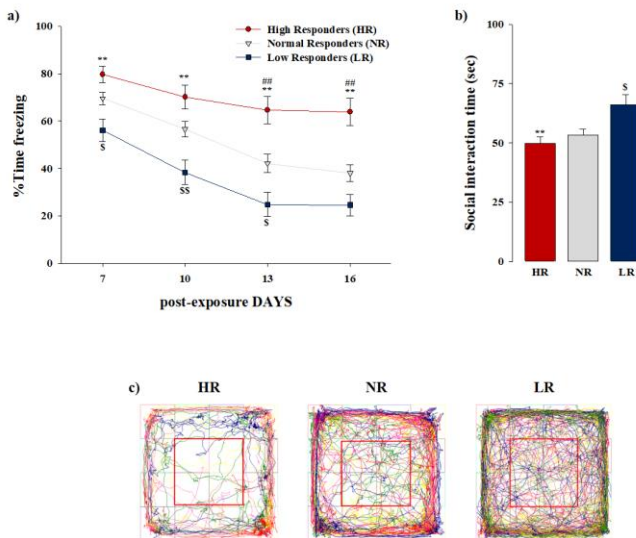 a)
High Responders (HR)
Normal Responders (NR)
Low Responders (LR)
%Time freezing
100
80
60
40
20
0
**
**
##
**
##
**
$
$$
$
7
10
13
16
post-exposure DAYS
b)
Social interaction time (sec)
100
75
50
25
0
**
$
HR
NR
LR
c)
HR
NR
LR